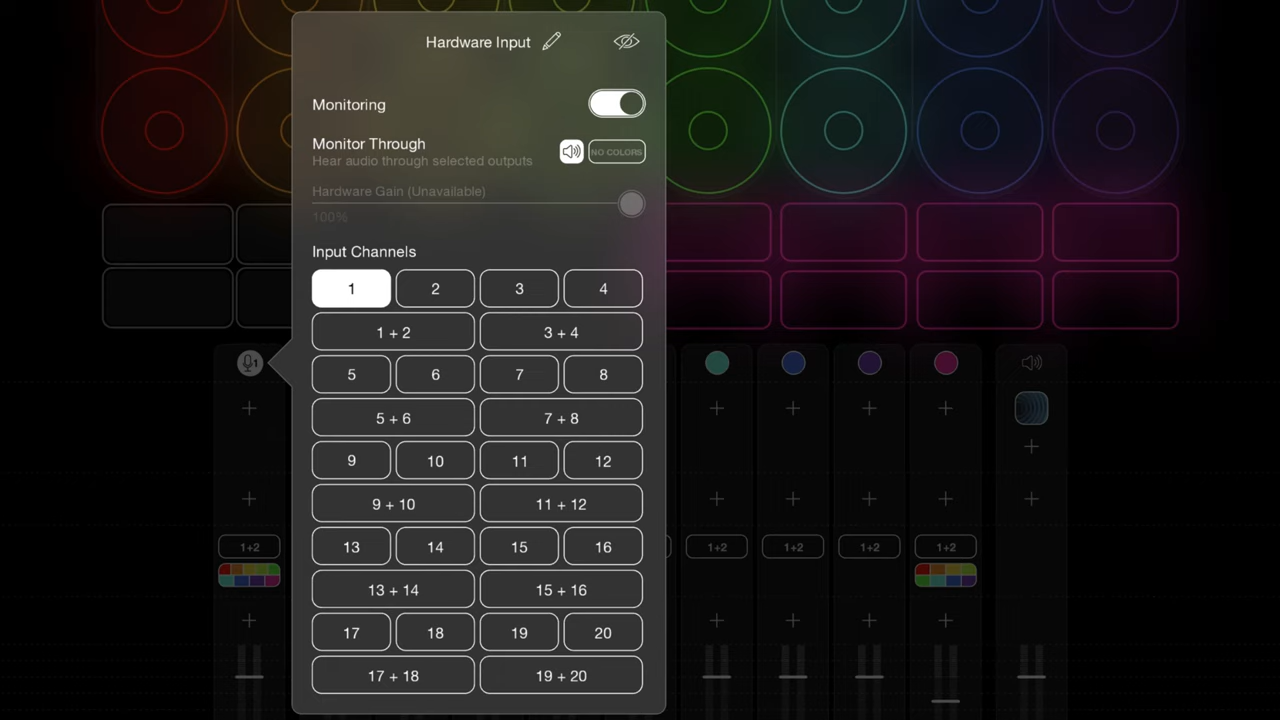 Hardware Input
Monitoring
Monitor Through
Hear audio through selected outputs
NO COLORS
Hardware Gain (Unavailable)
100%
Input Channels
1 2 3 4
1 + 2 3 + 4
1
5 6 7 8
5 + 6 7 + 8
9 10 11 12
9 + 10 11 + 12
1+2 13 14 15 16 1+2 1+2 1+2 1+2
13 + 14 15 + 16
17 18 19 20
17 + 18 19 + 20